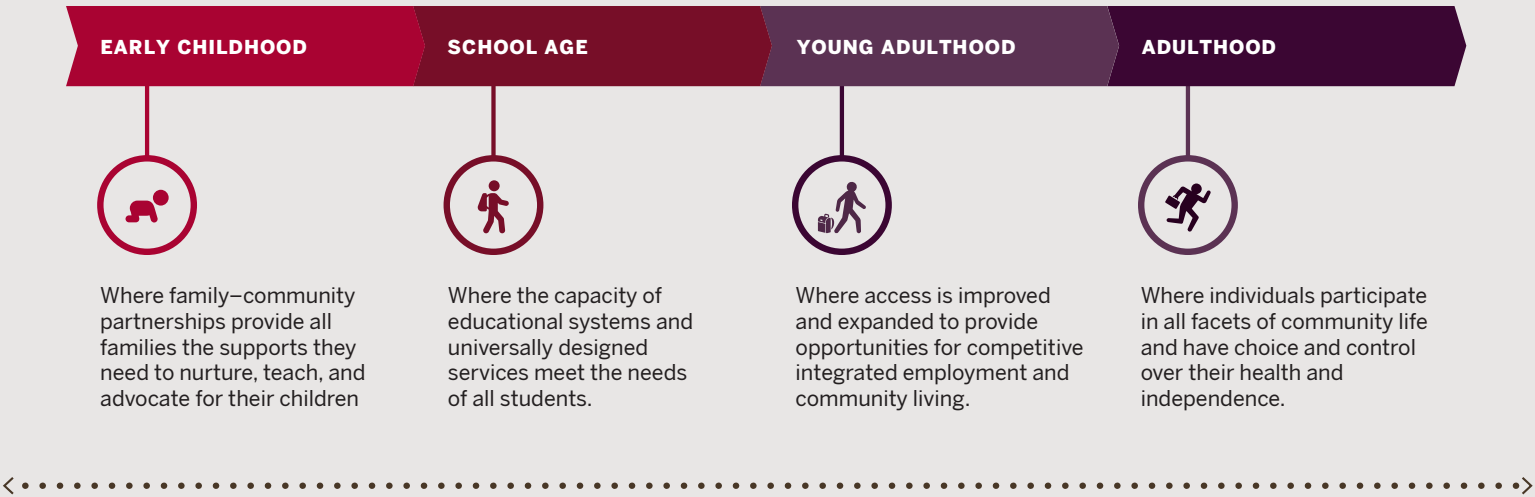 EARLY CHILDHOOD
SCHOOL AGE
YOUNG ADULTHOOD
ADULTHOOD
Where family–community
partnerships provide all
families the supports they
need to nurture, teach, and
advocate for their children
Where the capacity of
educational systems and
universally designed
services meet the needs
of all students.
Where access is improved
and expanded to provide
opportunities for competitive
integrated employment and
community living.
Where individuals participate
in all facets of community life
and have choice and control
over their health and
independence.